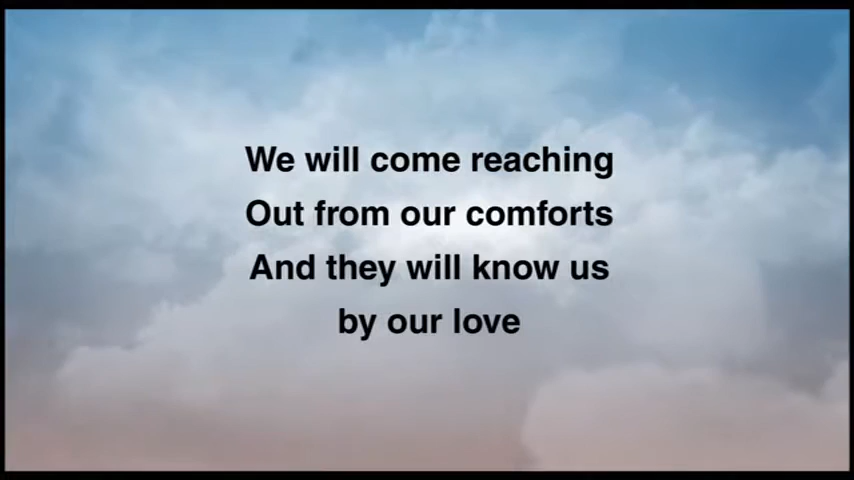 We will come reaching
Out from our comforts
And they will know us
by our love